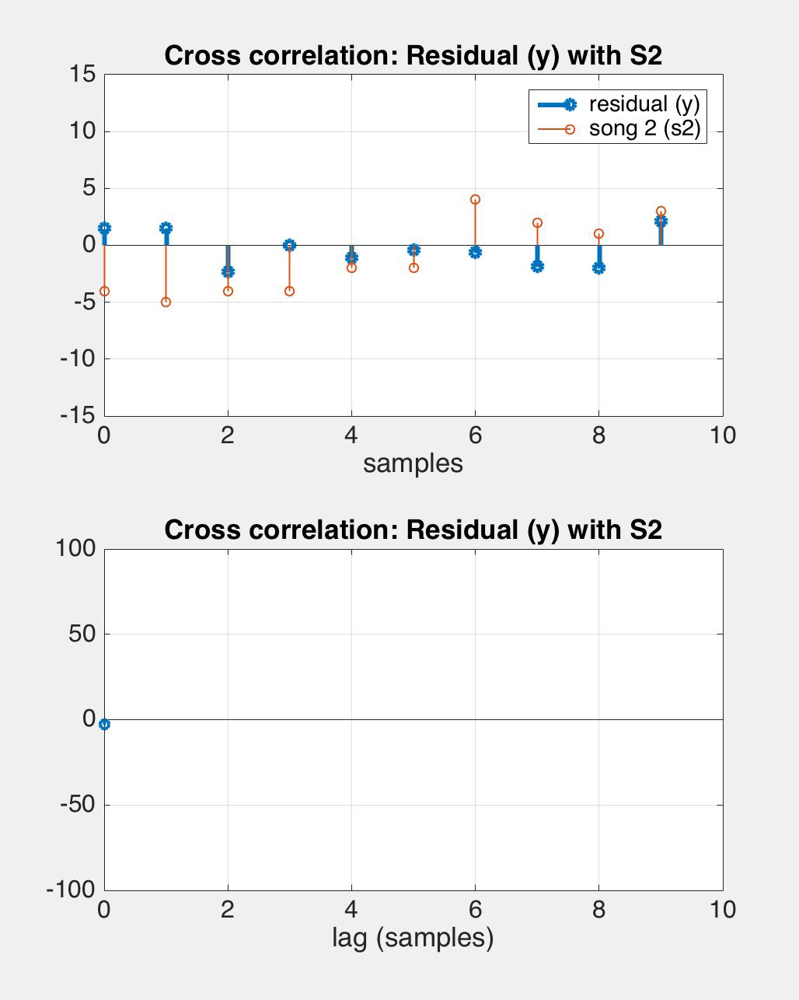 Cross correlation: Residual (y) with S2
15
10
5
0
-5
-10
-15
residual (y)
song 2 (s2)
0 2 4 6 8 10
samples
Cross correlation: Residual (y) with S2
100
50
0
-50
-100
0 2 4 6 8 10
lag (samples)